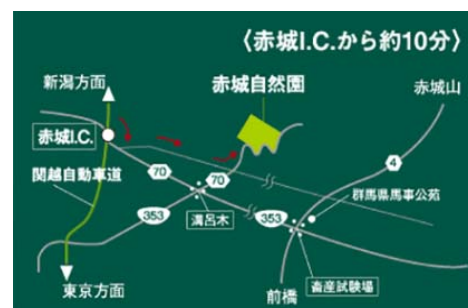 〈赤城I.C.から約10分〉
新潟方面
赤城自然園
赤城山
赤城I.C.
関越自動車道
70
70
4
353
353
溝呂木
群馬県馬事公苑
東京方面
前橋
畜産試験場